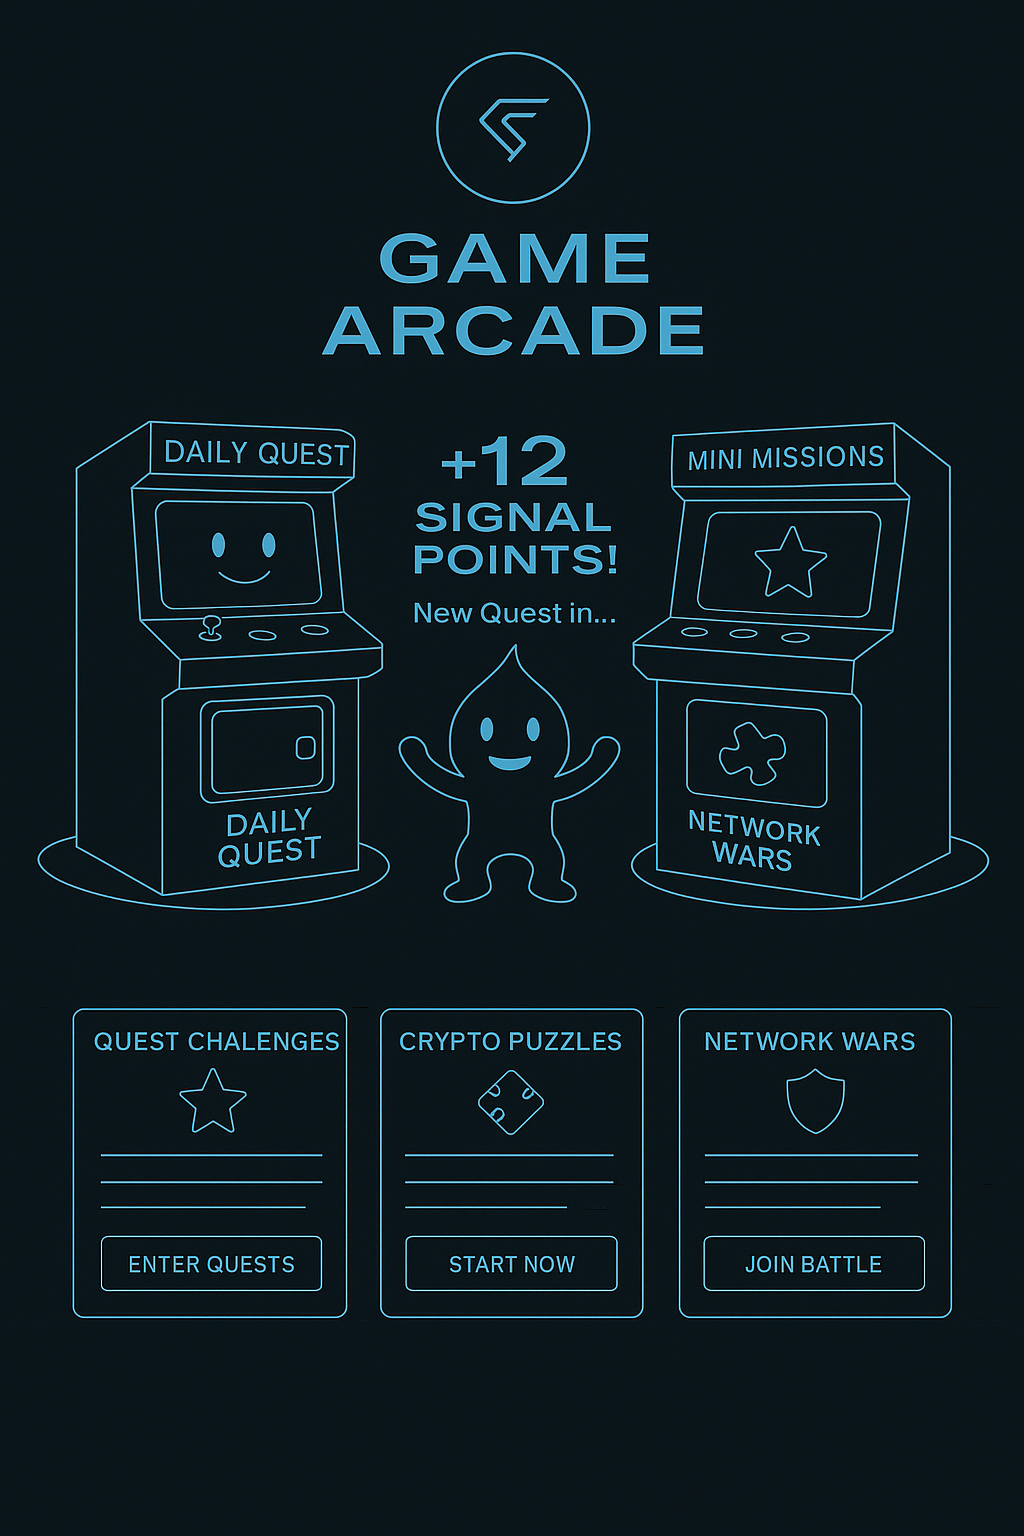 GAME
ARCADE
DAILY QUEST
+12
SIGNAL
POINTS!
New Quest in...
MINI MISSIONS
DAILY
QUEST
NETWORK
WARS
QUEST CHALENGES
CRYPTO PUZZLES
NETWORK WARS
ENTER QUESTS
START NOW
JOIN BATTLE